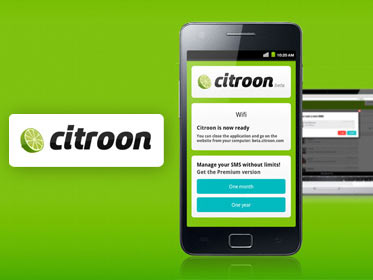 citroon
10:20 AM
citroon beta
Wifi
Citroon is now ready
You can close the application and go on the
website from your computer: beta.citroon.com
Manage your SMS without limits!
Get the Premium version
One month
One year